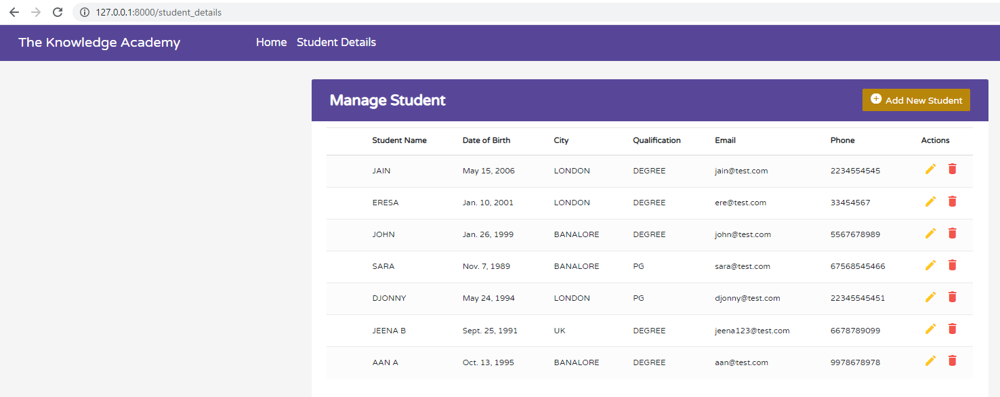 127.0.0.1:8000/student_details
The Knowledge Academy Home Student Details
Manage Student Add New Student
Student Name Date of Birth City Qualification Email Phone Actions
JAIN May 15, 2006 LONDON DEGREE jain@test.com 2234554545
ERESA Jan. 10, 2001 LONDON DEGREE ere@test.com 33454567
JOHN Jan. 26, 1999 BANALORE DEGREE john@test.com 5567678989
SARA Nov. 7, 1989 BANALORE PG sara@test.com 67568545466
DJONNY May 24, 1994 LONDON PG djonny@test.com 22345545451
JEENA B Sept. 25, 1991 UK DEGREE jeena123@test.com 6678789099
AAN A Oct. 13, 1995 BANALORE DEGREE aan@test.com 9978678978